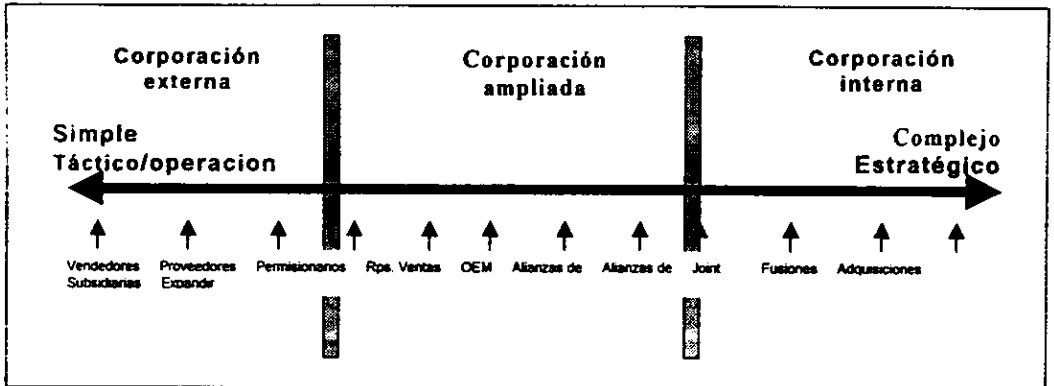 Corporación
externa
Corporación
ampliada
Corporación
interna
Simple
Táctico/operacion
Complejo
Estratégico
Vendedores Proveedores Permisionarios Rps. Ventas OEM Alianzas de Alianzas de Joint Fusiones Adquisiciones
Subsidiarias Expandir